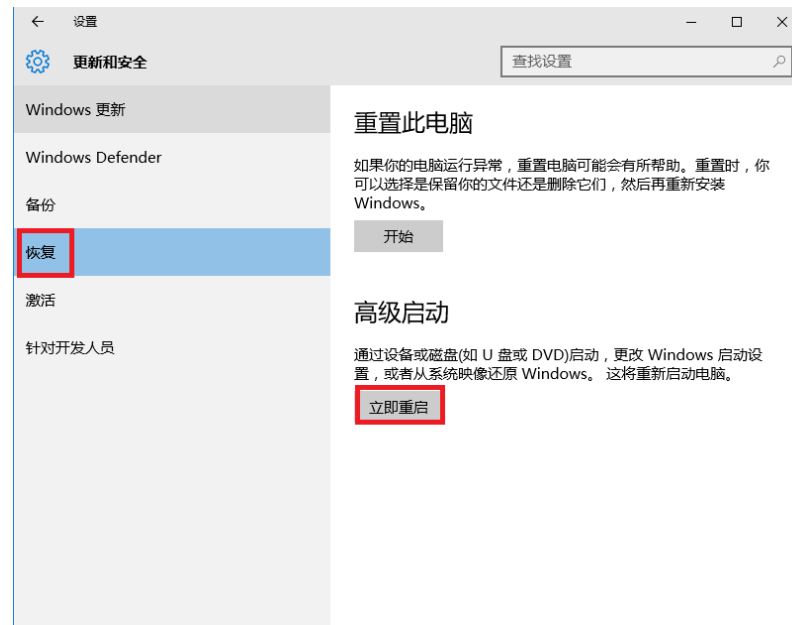 设置
更新和安全
查找设置
Windows 更新
Windows Defender
备份
恢复
激活
针对开发人员
重置此电脑
如果你的电脑运行异常，重置电脑可能会有所帮助。重置时，你
可以选择是保留你的文件还是删除它们，然后再重新安装
Windows。
开始
高级启动
通过设备或磁盘(如 U 盘或 DVD)启动，更改 Windows 启动设
置，或者从系统映像还原 Windows。 这将重新启动电脑。
立即重启